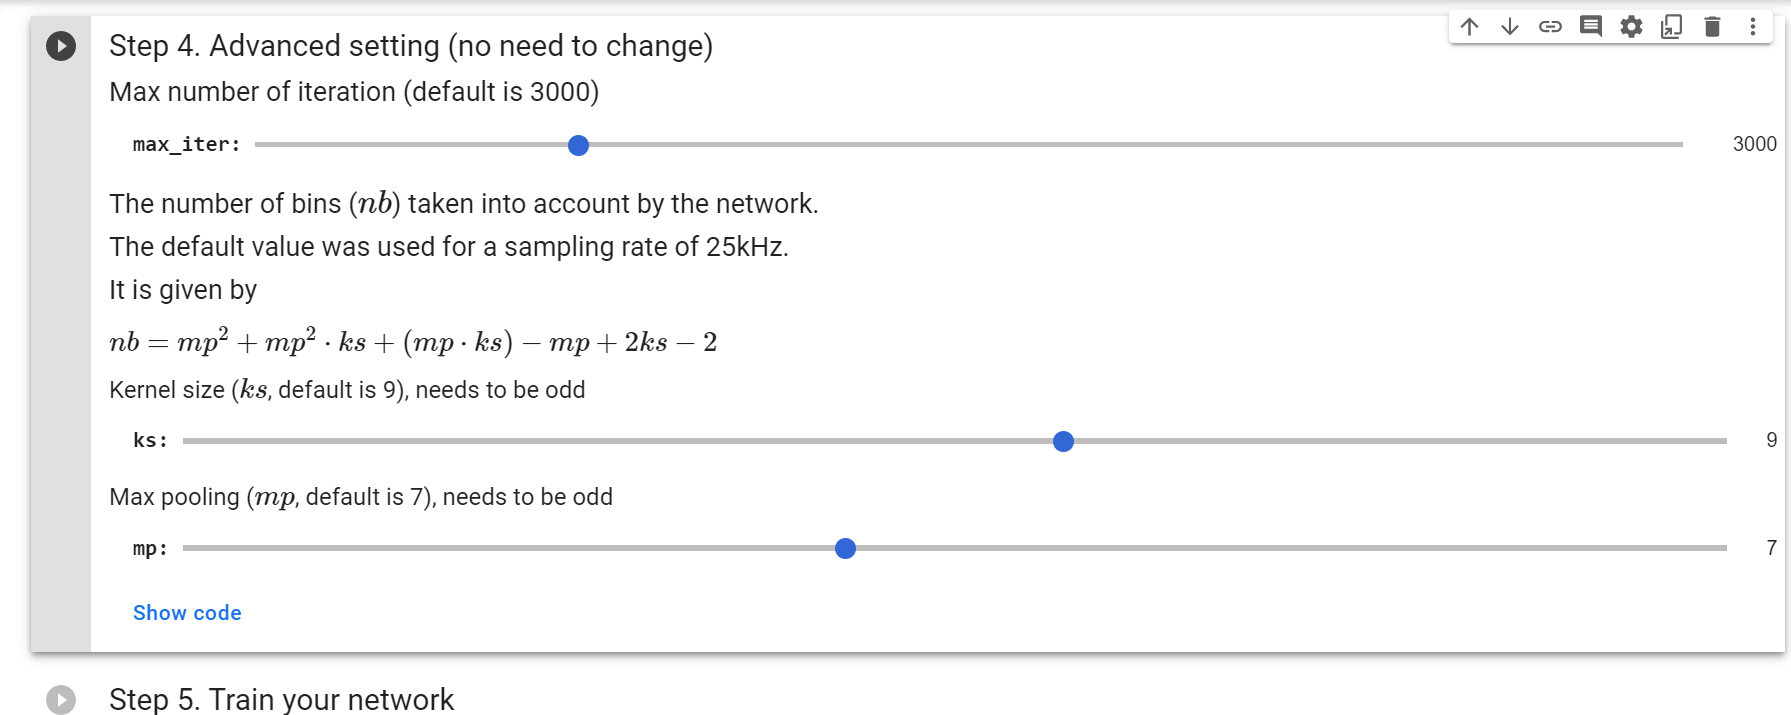 Step 4. Advanced setting (no need to change)
Max number of iteration (default is 3000)
max_iter: 3000
The number of bins (nb) taken into account by the network.
The default value was used for a sampling rate of 25kHz.
It is given by
nb = mp² + mp² · ks + (mp · ks) − mp + 2ks − 2
Kernel size (ks, default is 9), needs to be odd
ks: 9
Max pooling (mp, default is 7), needs to be odd
mp: 7
Show code
Step 5. Train your network